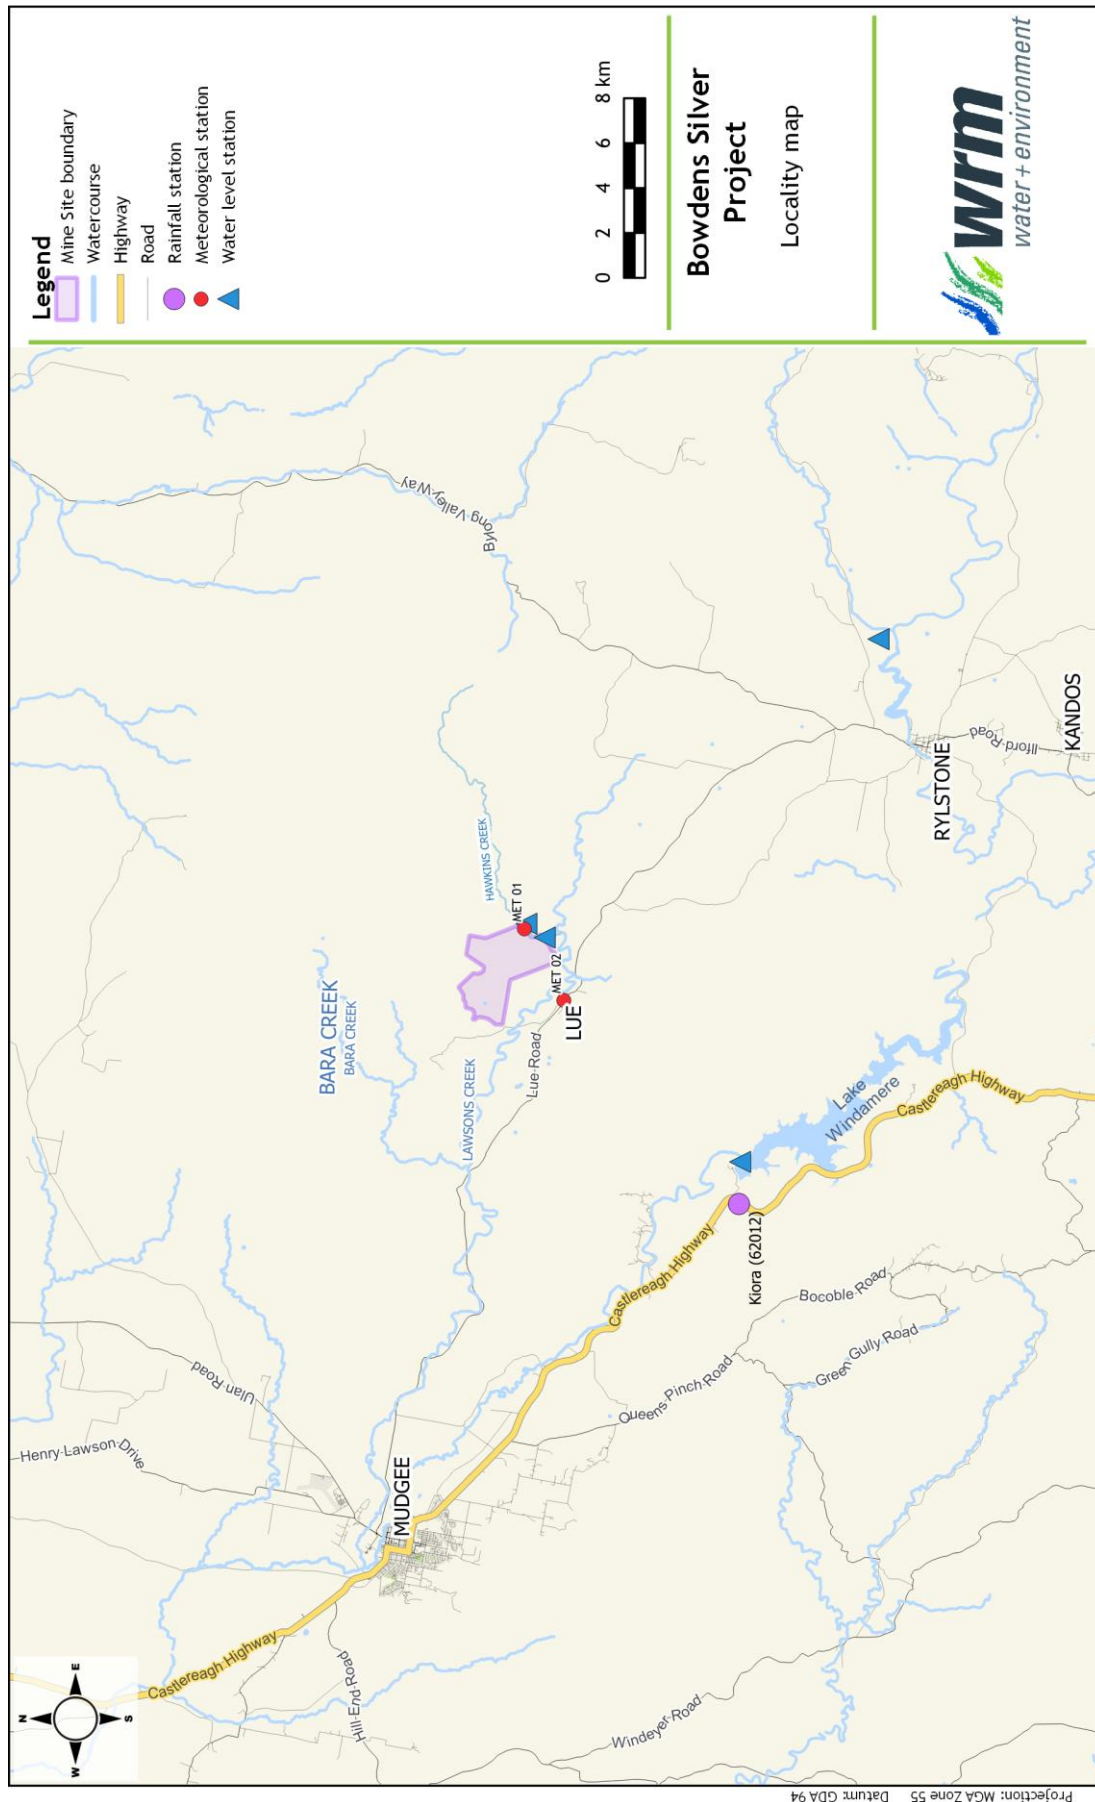 Legend
Mine Site boundary
Watercourse
Highway
Road
Rainfall station
Meteorological station
Water level station
0 2 4 6 8 km
Bowdens Silver
Project
Locality map
wrm
water + environment
N
W E
S
Castlereagh Highway
Hill End Road
Henry Lawson Drive
Ulan Road
MUDGEE
Windeyer Road
Queens Pinch Road
Castlereagh Highway
Green Gully Road
Bocoble Road
Kiora (62012)
Lake
Windamere
Castlereagh Highway
BARA CREEK
BARA CREEK
LAWSONS CREEK
Lue Road
LUE
MET 02
MET 01
HAWKINS CREEK
Bylong Valley Way
RYLSTONE
Ilford Road
KANDOS
Projection: MGA Zone 55 Datum: GDA 94